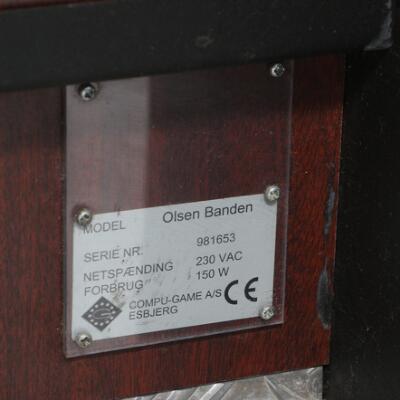 MODEL Olsen Banden
SERIE NR. 981653
NETSPÆNDING 230 VAC
FORBRUG 150 W
COMPU-GAME A/S CE
ESBJERG